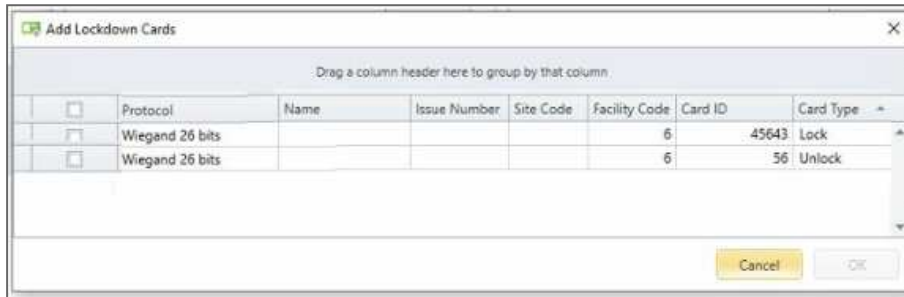 Add Lockdown Cards
Drag a column header here to group by that column
Protocol Name Issue Number Site Code Facility Code Card ID Card Type
Wiegand 26 bits 6 45643 Lock
Wiegand 26 bits 6 56 Unlock
Cancel OK